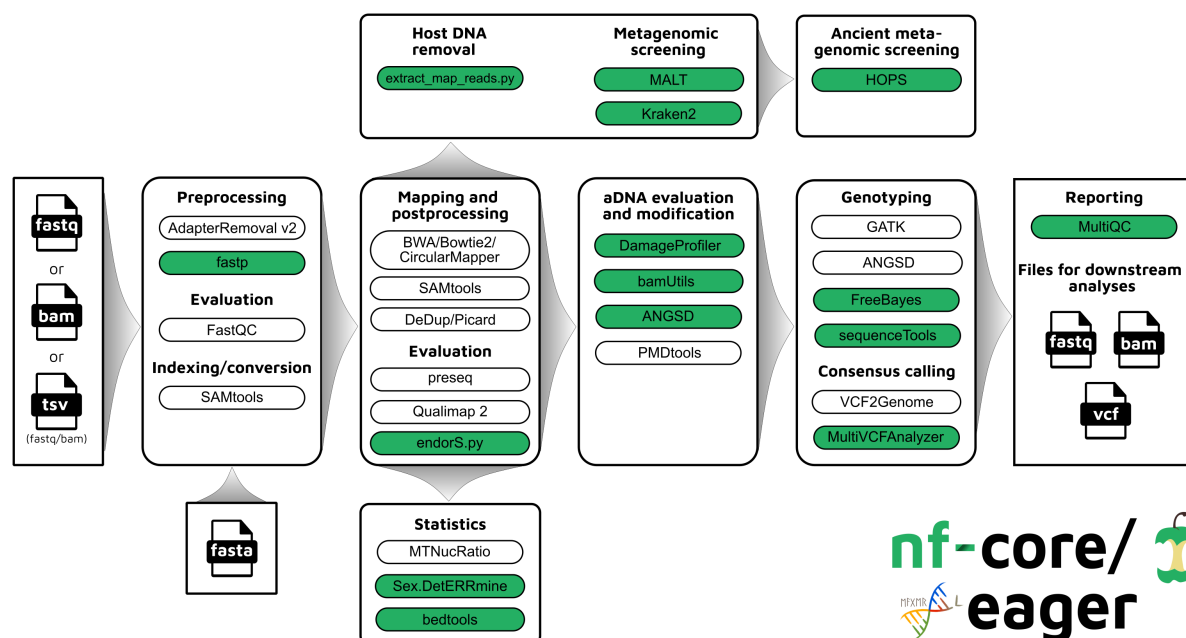 Host DNA
removal
extract_map_reads.py
Metagenomic
screening
MALT
Kraken2
Ancient meta-
genomic screening
HOPS
fastq
or
bam
or
tsv
(fastq/bam)
Preprocessing
AdapterRemoval v2
fastp
Evaluation
FastQC
Indexing/conversion
SAMtools
fasta
Mapping and
postprocessing
BWA/Bowtie2/
CircularMapper
SAMtools
DeDup/Picard
Evaluation
preseq
Qualimap 2
endorS.py
Statistics
MTNucRatio
Sex.DetERRmine
bedtools
aDNA evaluation
and modification
DamageProfiler
bamUtils
ANGSD
PMDtools
Genotyping
GATK
ANGSD
FreeBayes
sequenceTools
Consensus calling
VCF2Genome
MultiVCFAnalyzer
Reporting
MultiQC
Files for downstream
analyses
fastq
bam
vcf
nf-core/
eager